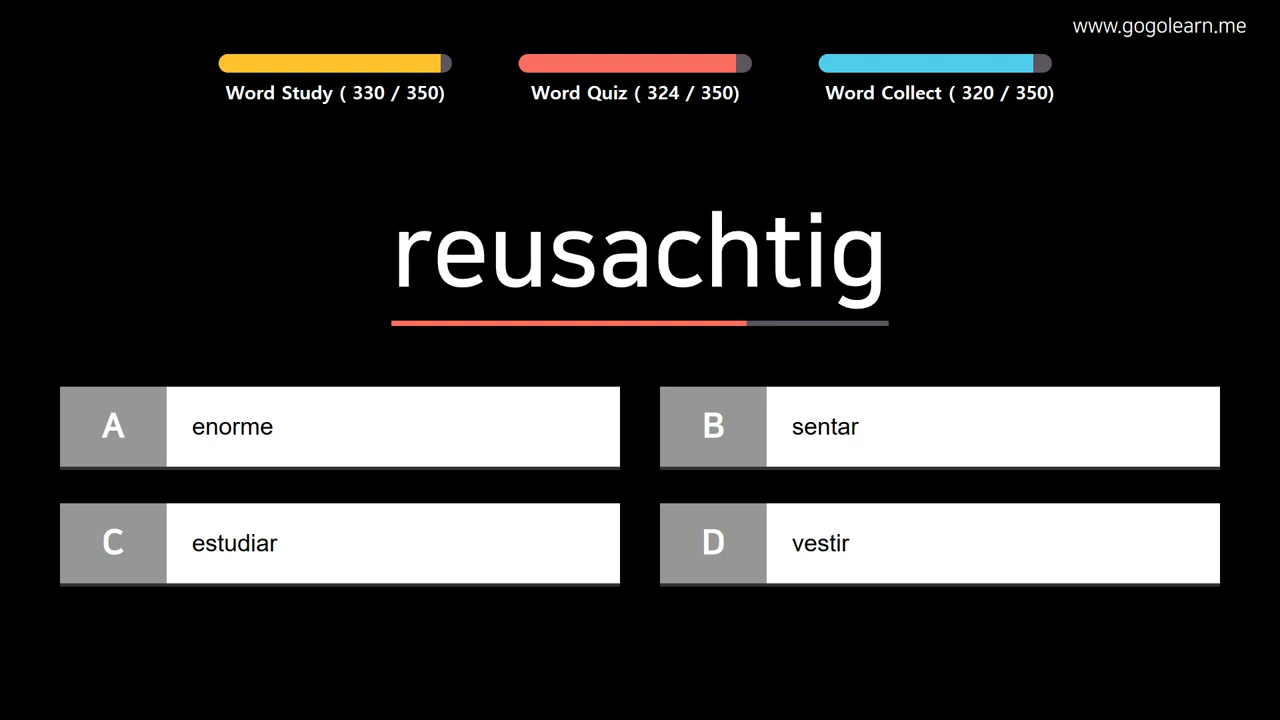 www.gogolearn.me
Word Study ( 330 / 350)
Word Quiz ( 324 / 350)
Word Collect ( 320 / 350)
reusachtig
A enorme
B sentar
C estudiar
D vestir